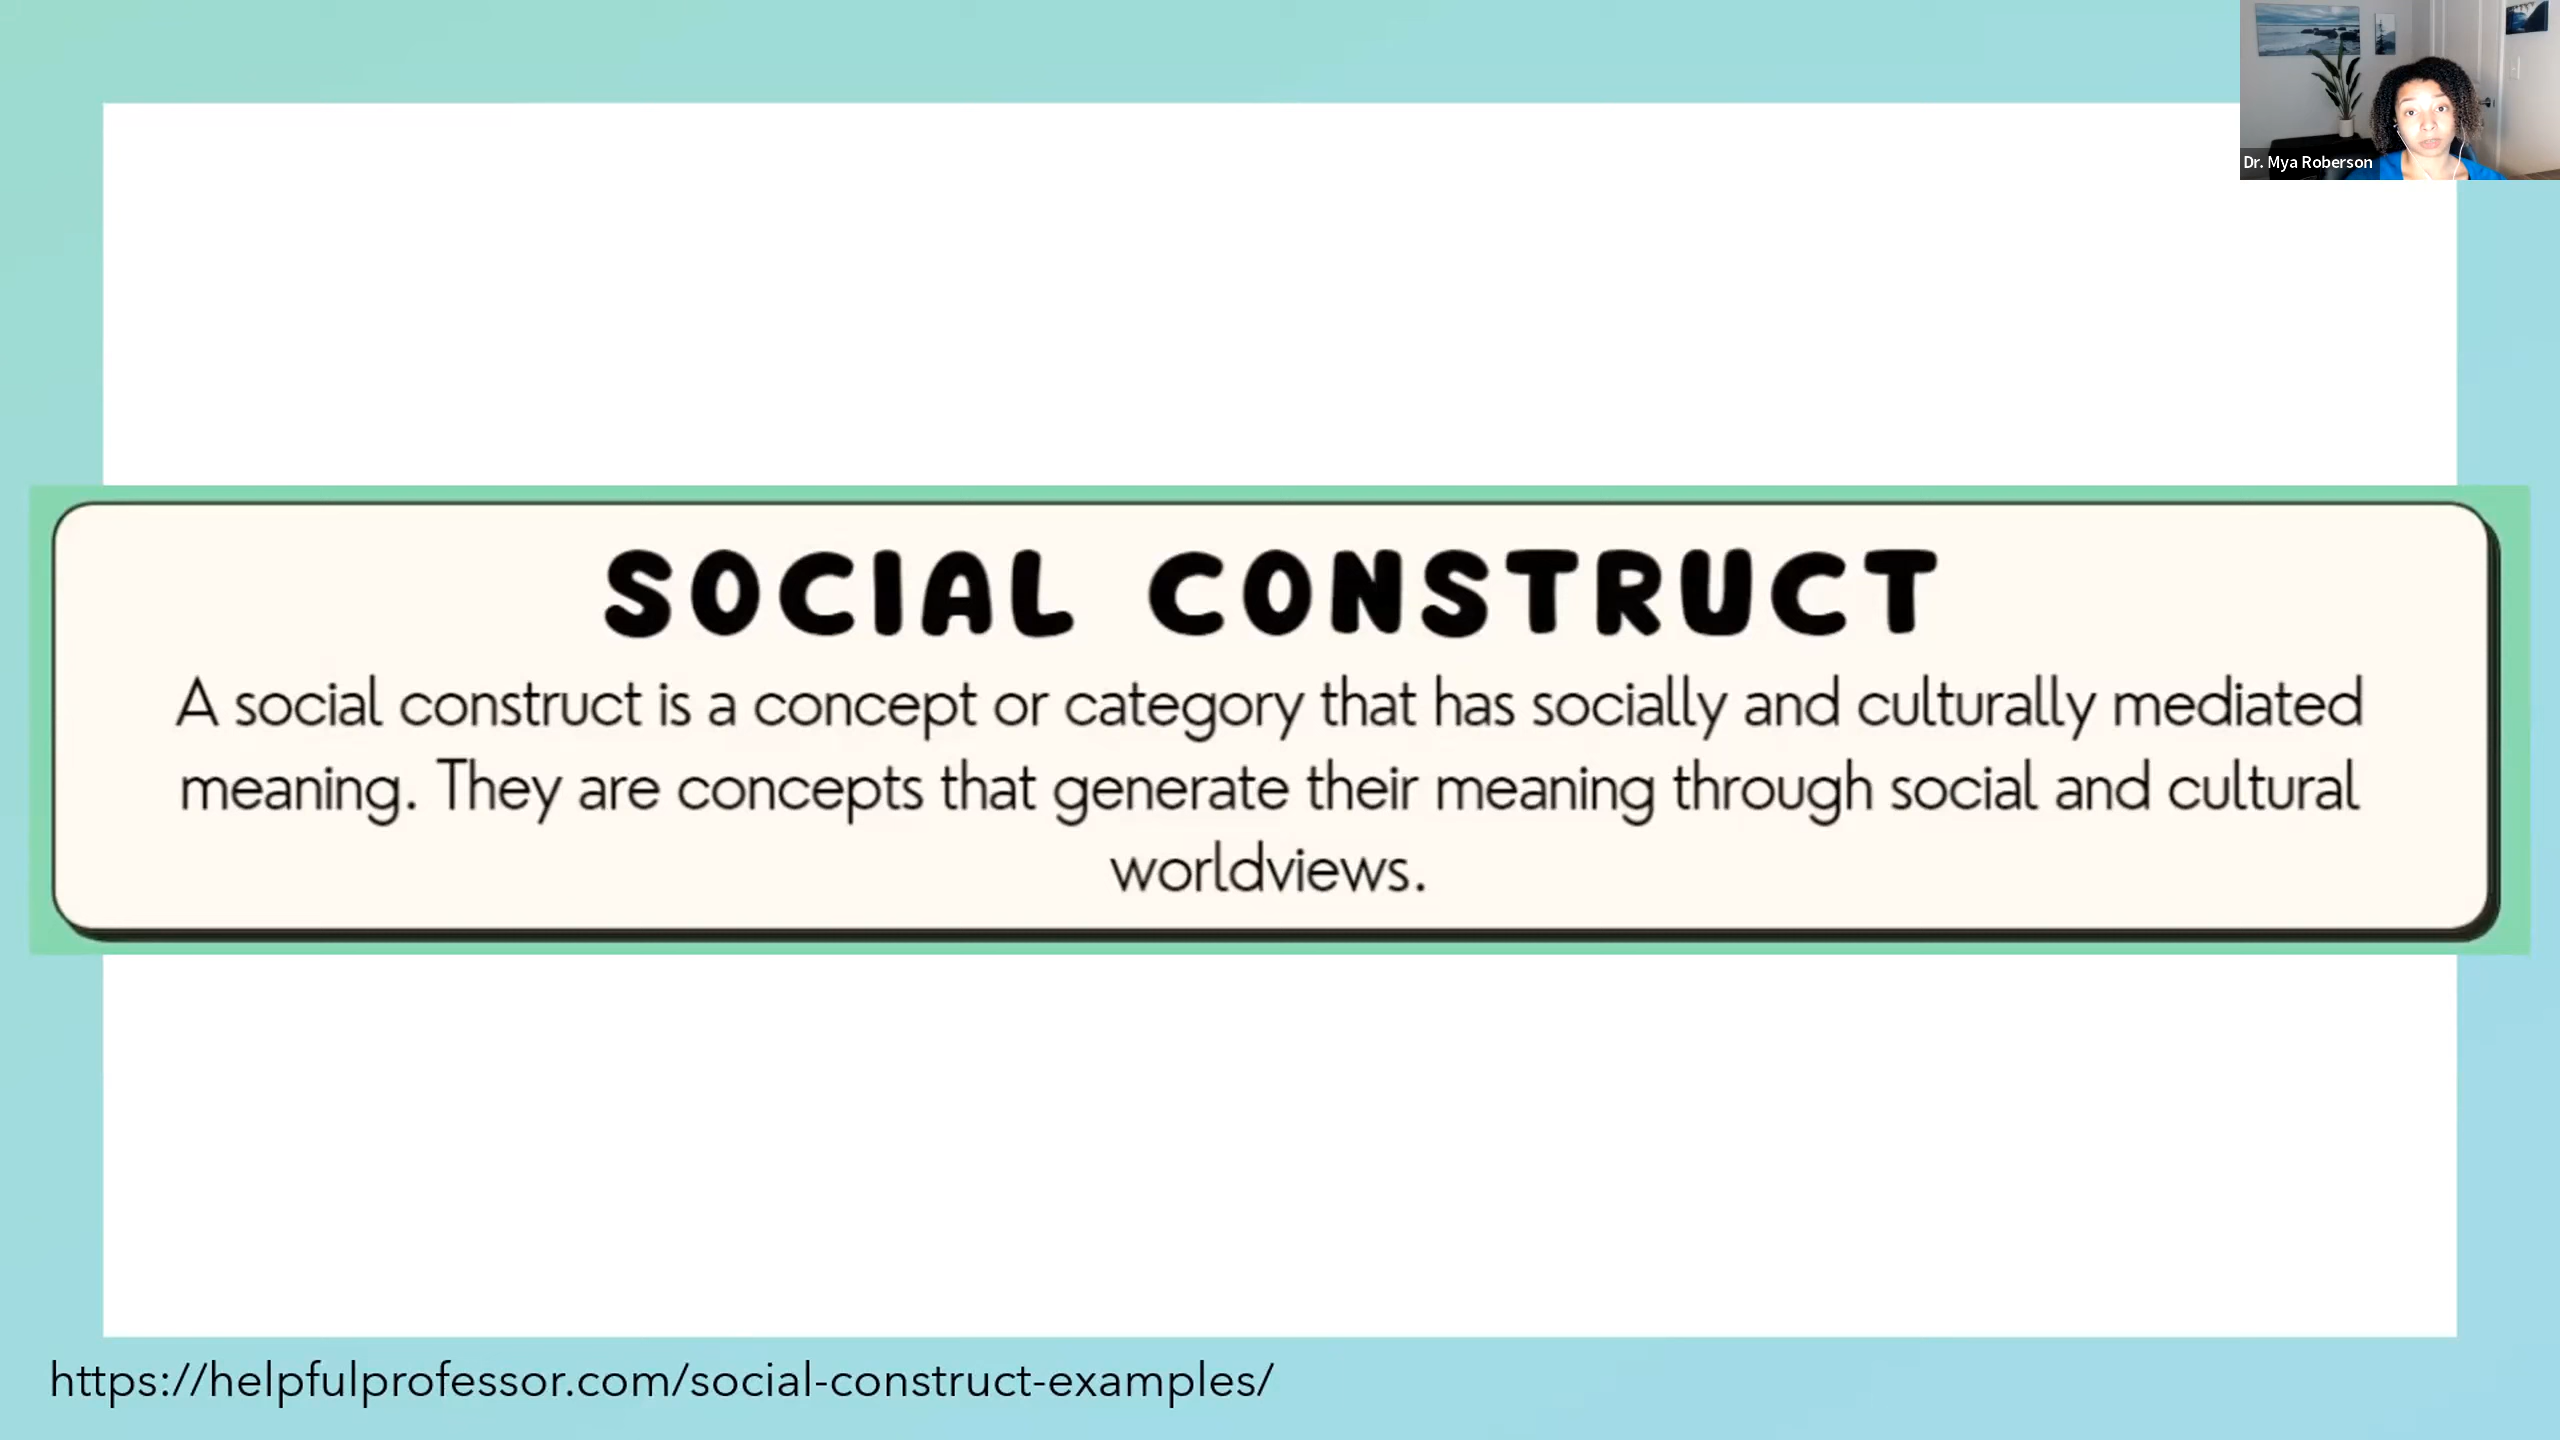 Dr. Mya Roberson
SOCIAL CONSTRUCT
A social construct is a concept or category that has socially and culturally mediated
meaning. They are concepts that generate their meaning through social and cultural
worldviews.
https://helpfulprofessor.com/social-construct-examples/